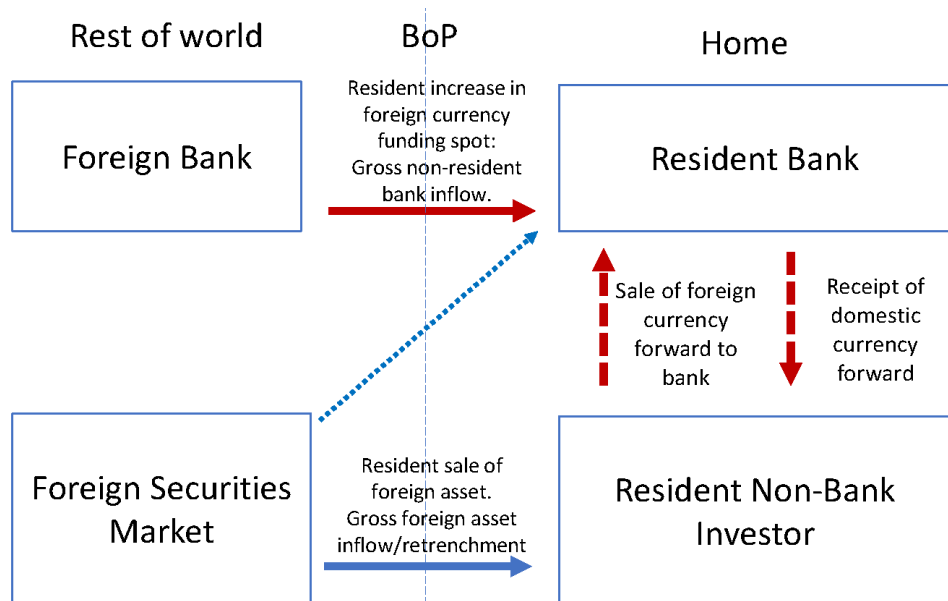 Rest of world
BoP
Home
Resident increase in
foreign currency
funding spot:
Gross non-resident
bank inflow.
Foreign Bank
Resident Bank
Sale of foreign
currency
forward to
bank
Receipt of
domestic
currency
forward
Foreign Securities
Market
Resident sale of
foreign asset.
Gross foreign asset
inflow/retrenchment
Resident Non-Bank
Investor